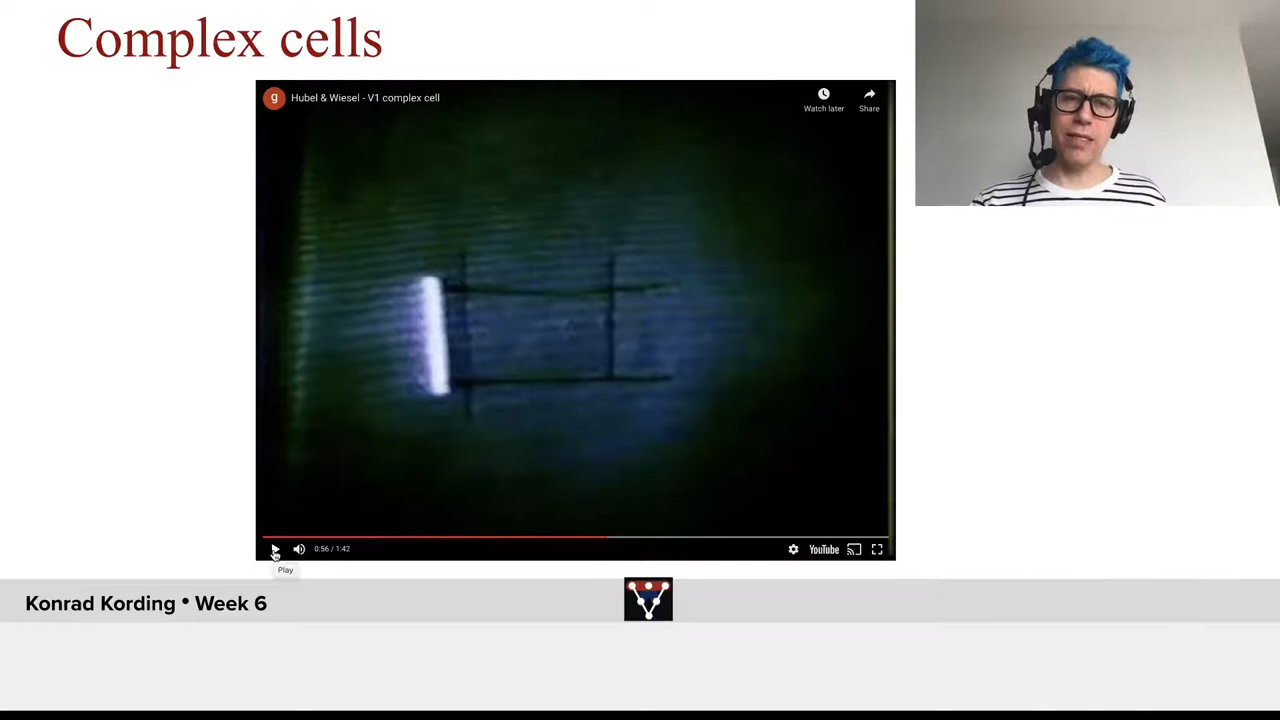 Complex cells
g
Hubel & Wiesel - V1 complex cell
Watch later
Share
0:56 / 1:42
YouTube
Play
Konrad Kording • Week 6